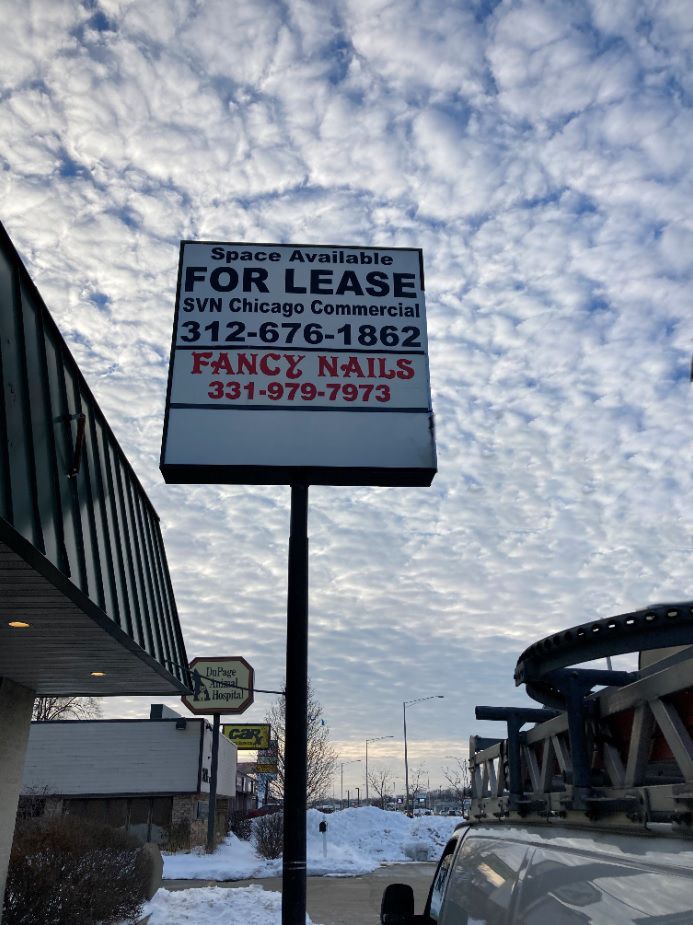 Space Available
FOR LEASE
SVN Chicago Commercial
312-676-1862
FANCY NAILS
331-979-7973
DuPage
Animal
Hospital
CAR X